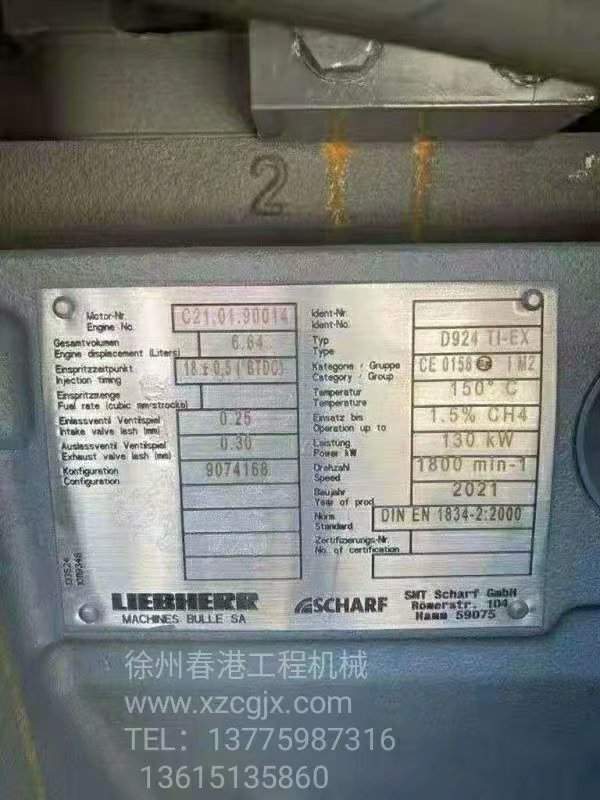 2
Motor-Nr. C21.01.90014
Engine No.
Gesamtvolumen 6.64
Engine displacement (Liters)
Einspritzzeitpunkt 18 ± 0,5 (°BTDC)
Injection timing
Einspritzmenge
Fuel rate (cubic mm/strocke)
Einlassventil Ventilspiel 0.25
Intake valve lash (mm)
Auslassventil Ventilspiel 0.30
Exhaust valve lash (mm)
Konfiguration 9074168
Configuration
Ident-Nr.
Ident-No.
Typ D924 TI-EX
Type
Kategorie / Gruppe CE 0158 I M2
Category / Group
Temperatur 150° C
Temperature
Einsatz bis 1.5% CH4
Operation up to
Leistung 130 kW
Power kW
Drehzahl 1800 min-1
Speed
Baujahr 2021
Year of prod.
Norm DIN EN 1834-2:2000
Standard
Zertifizierungs-Nr.
No. of certification
LIEBHERR
MACHINES BULLE SA
SCHARF
SMT Scharf GmbH
Römerstr. 104
Hamm 59075
徐州春港工程机械
www.xzcgjx.com
TEL：13775987316
13615135860